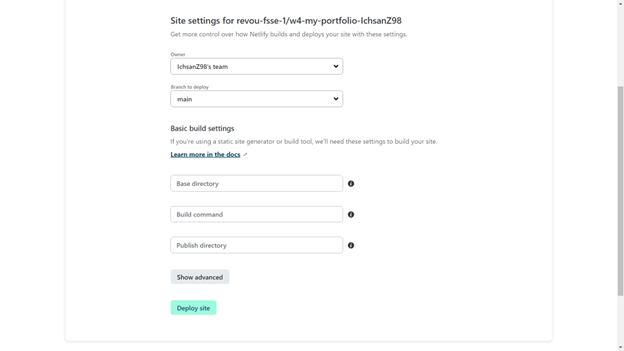 Site settings for revou-fsse-1/w4-my-portfolio-IchsanZ98
Get more control over how Netlify builds and deploys your site with these settings.
Owner
IchsanZ98's team
Branch to deploy
main
Basic build settings
If you're using a static site generator or build tool, we'll need these settings to build your site.
Learn more in the docs ↗
Base directory
Build command
Publish directory
Show advanced
Deploy site